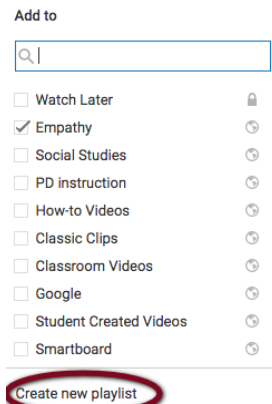 Add to
Watch Later
Empathy
Social Studies
PD instruction
How-to Videos
Classic Clips
Classroom Videos
Google
Student Created Videos
Smartboard
Create new playlist